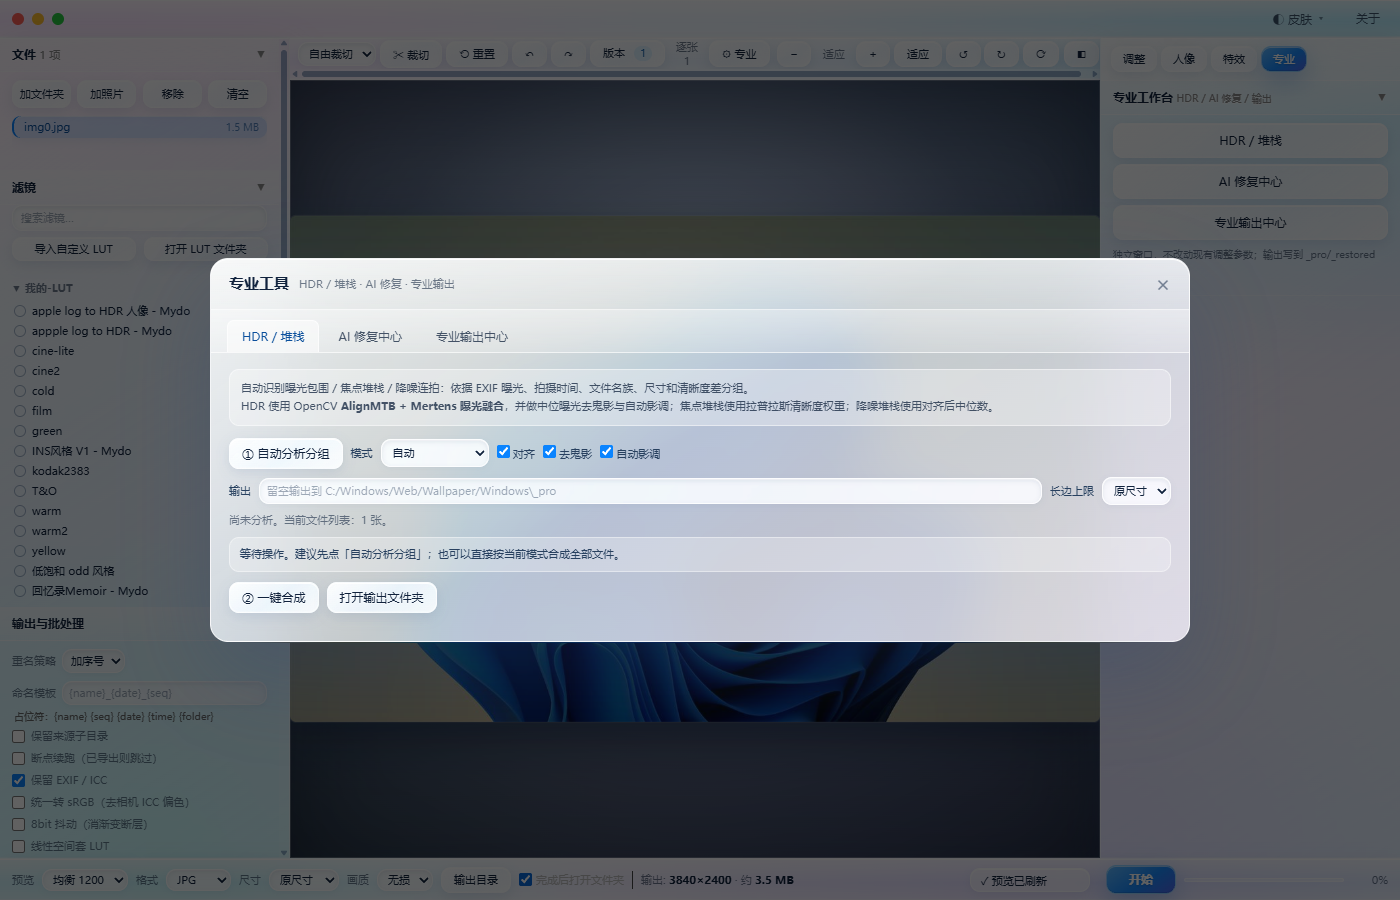 皮肤
关于
文件 1 项
加文件夹 加照片 移除 清空
img0.jpg 1.5 MB
滤镜
搜索滤镜...
导入自定义 LUT 打开 LUT 文件夹
我的-LUT
apple log to HDR 人像 - Mydo
appple log to HDR - Mydo
cine-lite
cine2
cold
film
green
INS风格 V1 - Mydo
kodak2383
T&O
warm
warm2
yellow
低饱和 odd 风格
回忆录Memoir - Mydo
输出与批处理
重名策略 加序号
命名模板 {name}_{date}_{seq}
占位符: {name} {seq} {date} {time} {folder}
保留来源子目录
断点续跑（已导出则跳过）
保留 EXIF / ICC
统一转 sRGB（去相机 ICC 偏色）
8bit 抖动（消渐变断层）
线性空间套 LUT
自由裁切 裁切 重置 版本 1 逐张 1 专业 − 适应 + 适应
调整 人像 特效 专业
专业工作台 HDR / AI 修复 / 输出
HDR / 堆栈
AI 修复中心
专业输出中心
独立窗口，不改动现有调整参数；输出写到 _pro/_restored
专业工具 HDR / 堆栈 · AI 修复 · 专业输出 ✕
HDR / 堆栈 AI 修复中心 专业输出中心
自动识别曝光包围 / 焦点堆栈 / 降噪连拍：依据 EXIF 曝光、拍摄时间、文件名族、尺寸和清晰度差分组。
HDR 使用 OpenCV AlignMTB + Mertens 曝光融合，并做中位曝光去鬼影与自动影调；焦点堆栈使用拉普拉斯清晰度权重；降噪堆栈使用对齐后中位数。
① 自动分析分组 模式 自动 对齐 去鬼影 自动影调
输出 留空输出到 C:/Windows/Web/Wallpaper/Windows\_pro 长边上限 原尺寸
尚未分析。当前文件列表：1 张。
等待操作。建议先点「自动分析分组」；也可以直接按当前模式合成全部文件。
② 一键合成 打开输出文件夹
预览 均衡 1200 格式 JPG 尺寸 原尺寸 画质 无损 输出目录 完成后打开文件夹 输出: 3840×2400 · 约 3.5 MB ✓ 预览已刷新 开始 0%